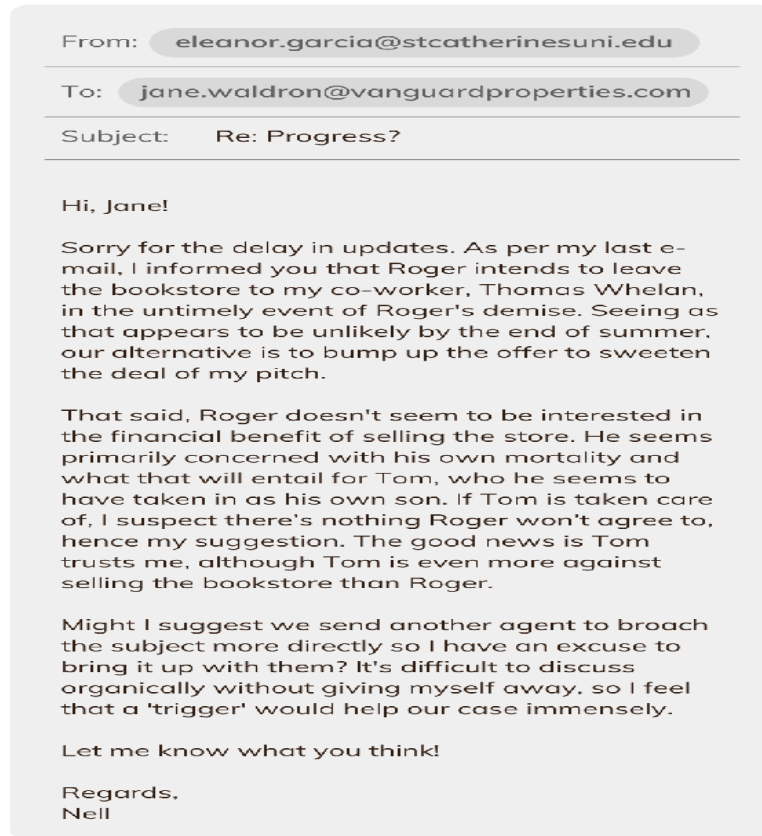 From: eleanor.garcia@stcatherinesuni.edu
To: jane.waldron@vanguardproperties.com
Subject: Re: Progress?
Hi, Jane!
Sorry for the delay in updates. As per my last e-
mail, I informed you that Roger intends to leave
the bookstore to my co-worker, Thomas Whelan,
in the untimely event of Roger's demise. Seeing as
that appears to be unlikely by the end of summer,
our alternative is to bump up the offer to sweeten
the deal of my pitch.
That said, Roger doesn't seem to be interested in
the financial benefit of selling the store. He seems
primarily concerned with his own mortality and
what that will entail for Tom, who he seems to
have taken in as his own son. If Tom is taken care
of, I suspect there's nothing Roger won't agree to,
hence my suggestion. The good news is Tom
trusts me, although Tom is even more against
selling the bookstore than Roger.
Might I suggest we send another agent to broach
the subject more directly so I have an excuse to
bring it up with them? It's difficult to discuss
organically without giving myself away, so I feel
that a 'trigger' would help our case immensely.
Let me know what you think!
Regards,
Nell